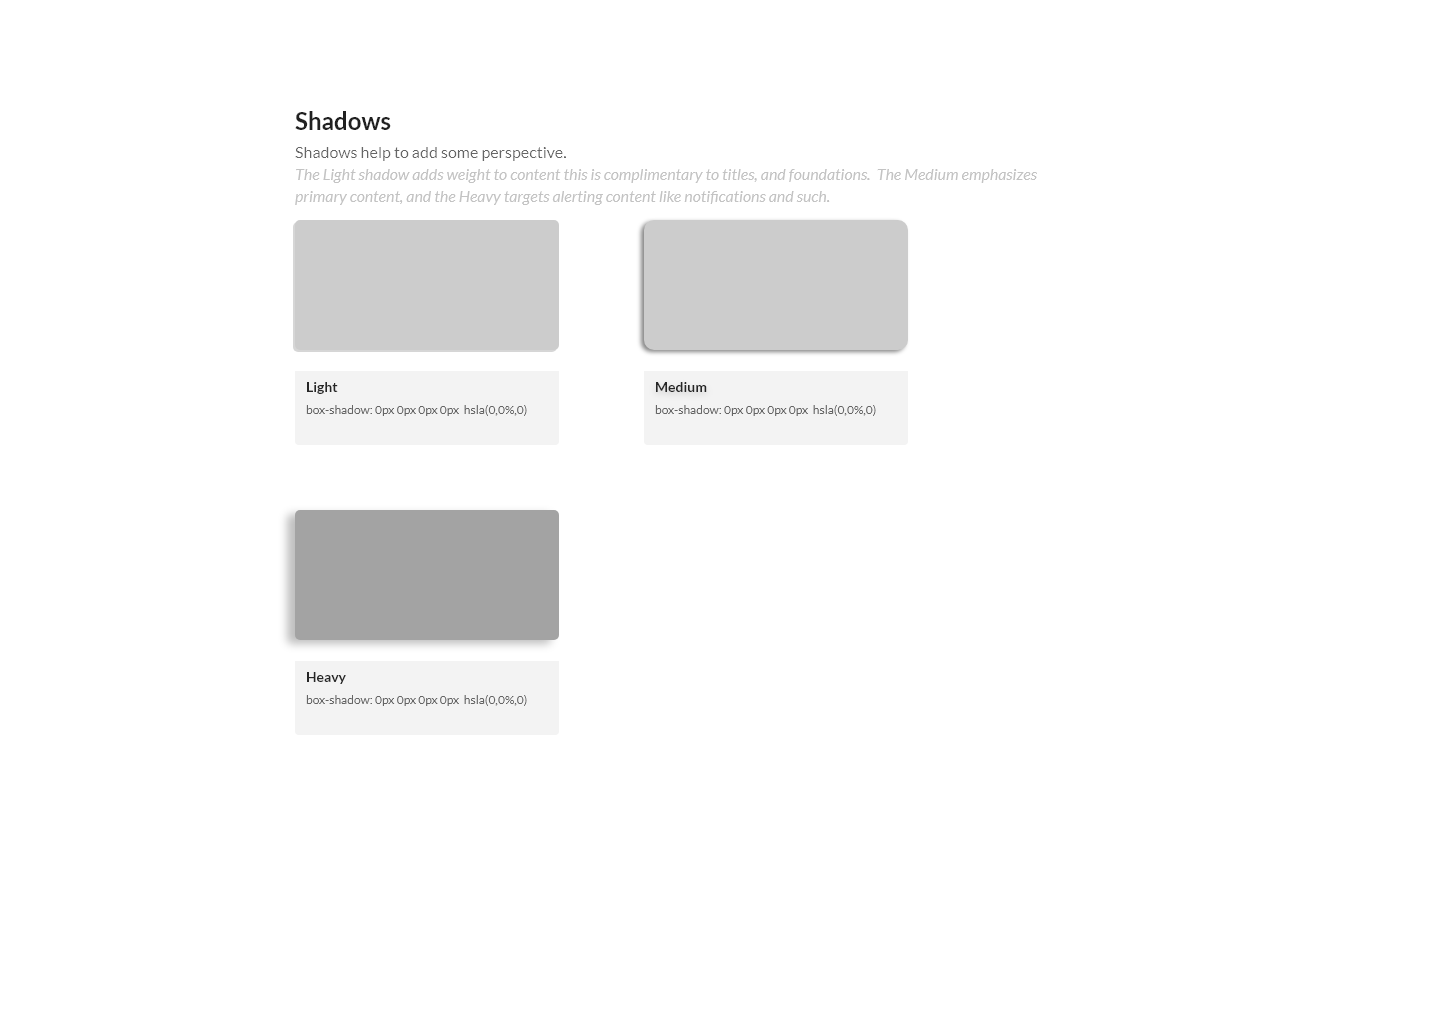 Shadows
Shadows help to add some perspective.
The Light shadow adds weight to content this is complimentary to titles, and foundations.  The Medium emphasizes
primary content, and the Heavy targets alerting content like notifications and such.
Light
box-shadow: 0px 0px 0px 0px  hsla(0,0%,0)
Medium
box-shadow: 0px 0px 0px 0px  hsla(0,0%,0)
Heavy
box-shadow: 0px 0px 0px 0px  hsla(0,0%,0)